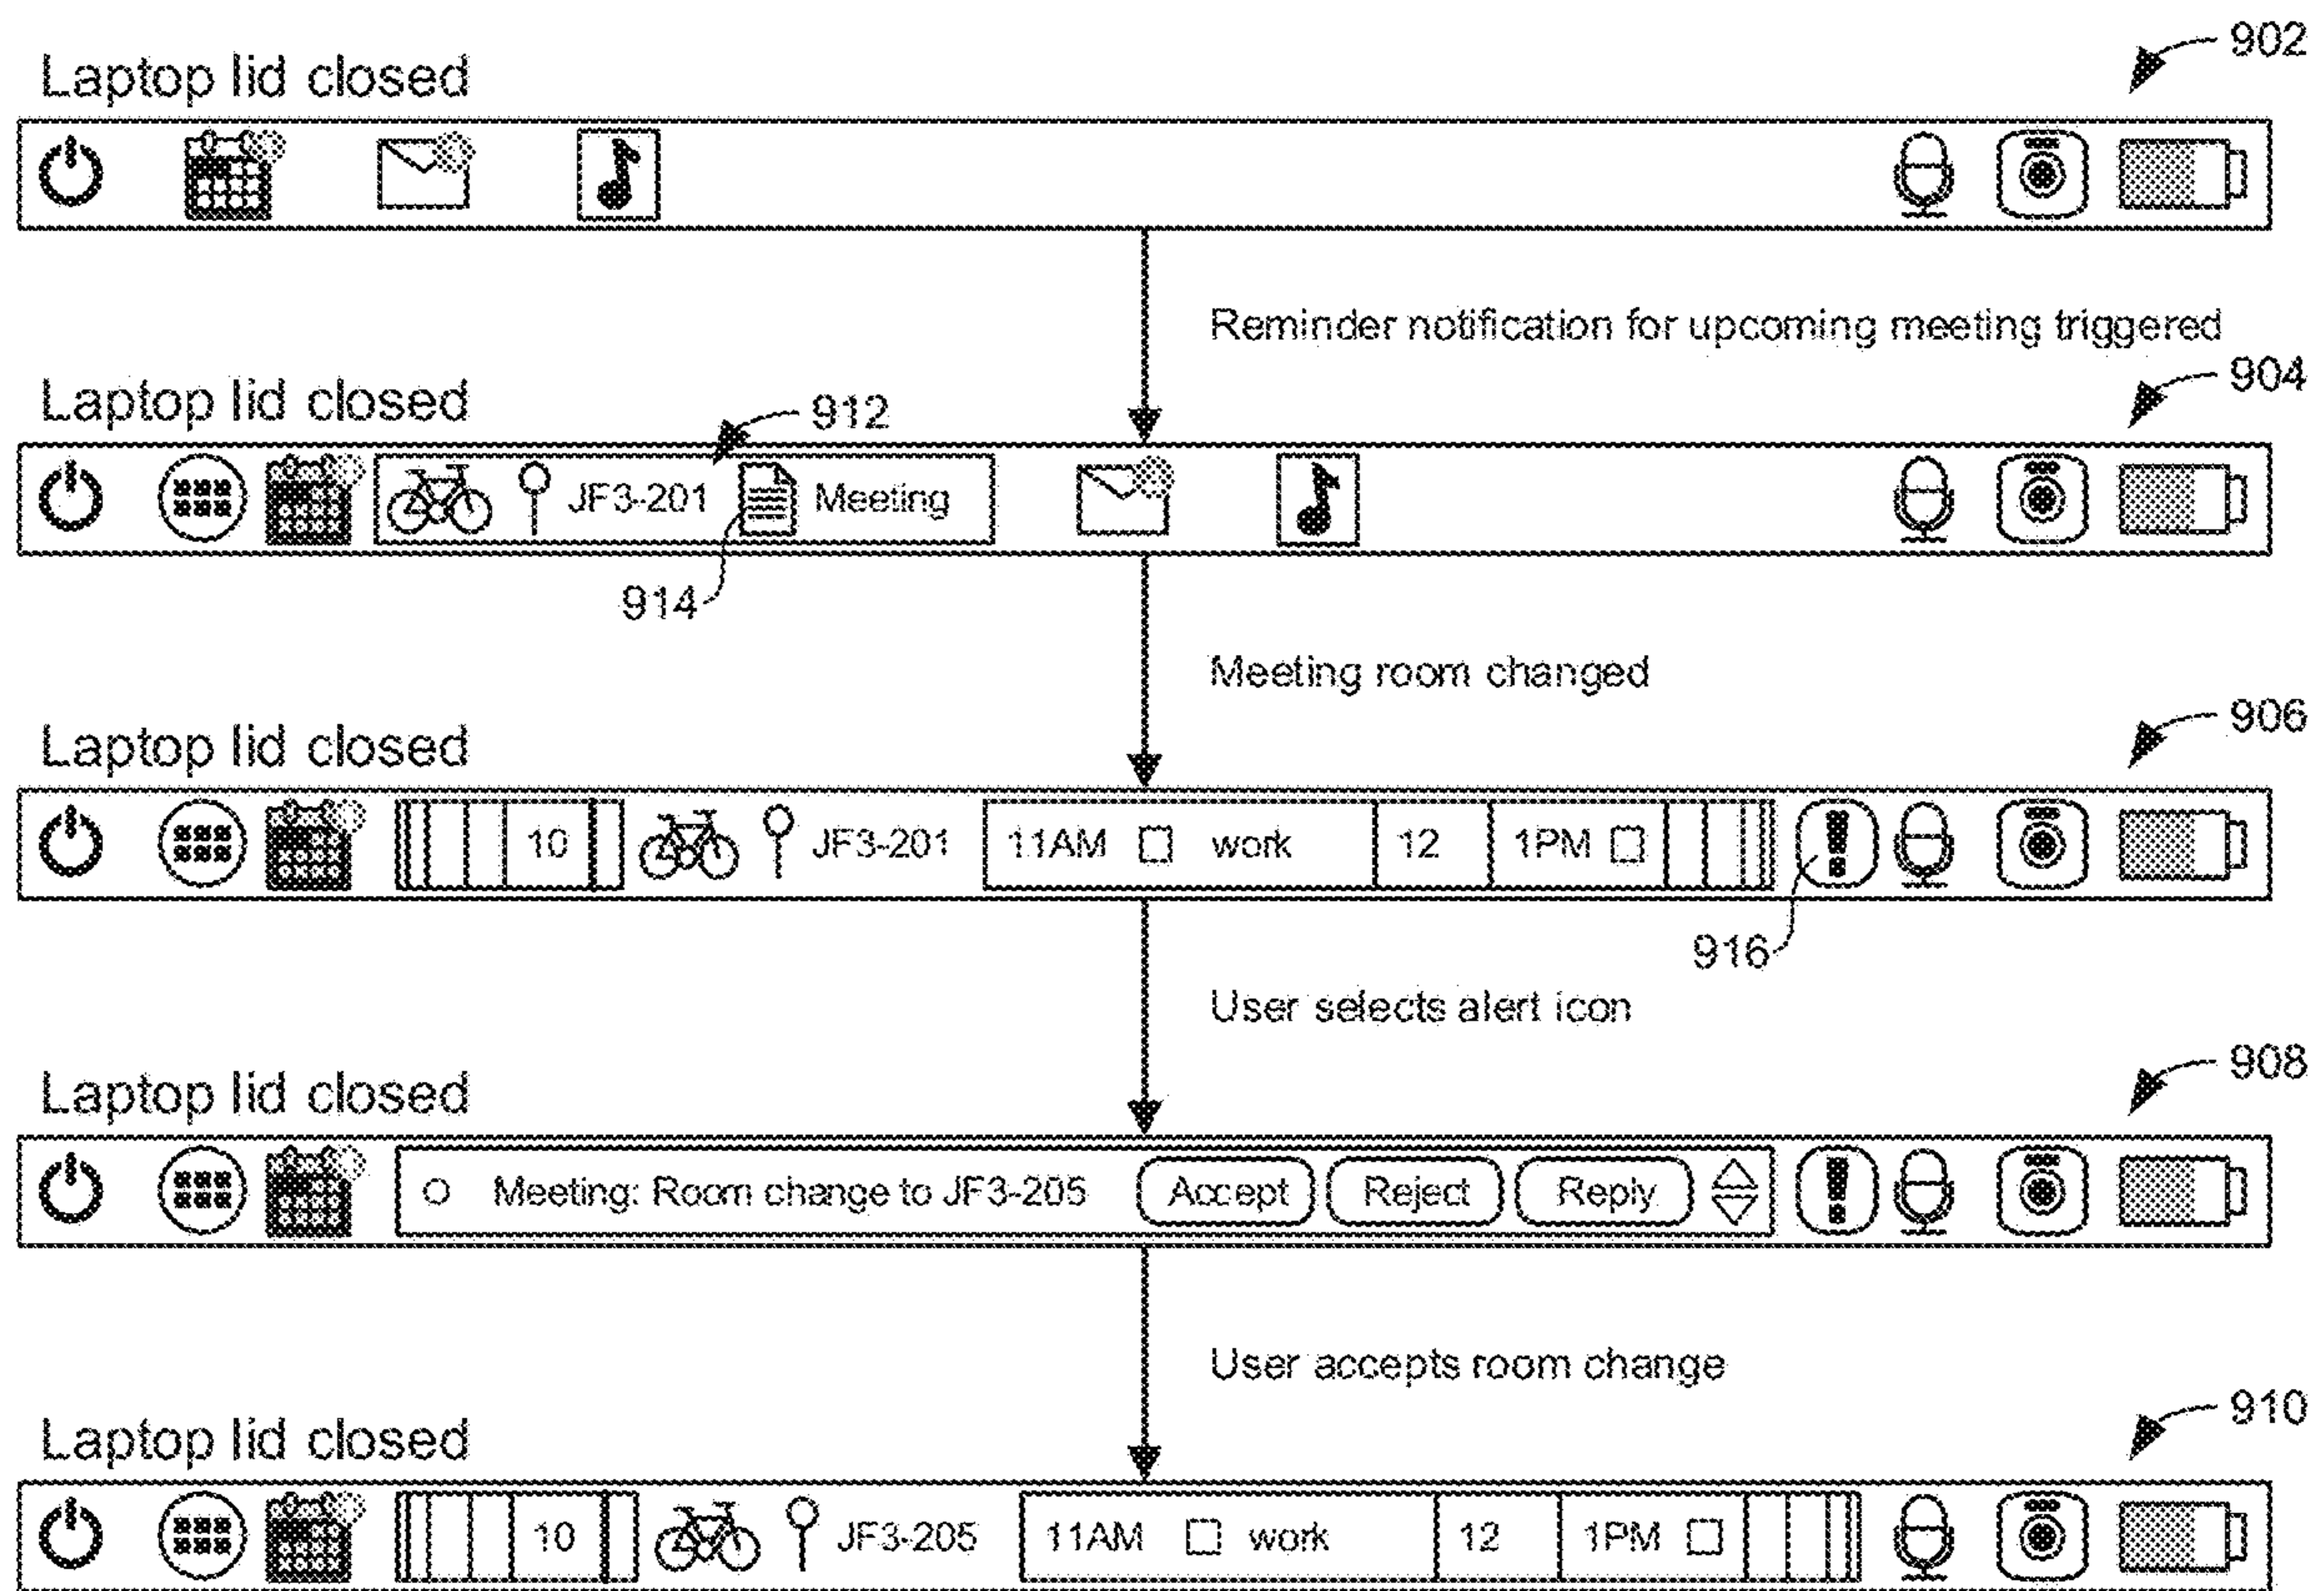 902
Laptop lid closed
Reminder notification for upcoming meeting triggered
904
Laptop lid closed
912
JF3-201 Meeting
914
Meeting room changed
906
Laptop lid closed
10 JF3-201 11AM work 12 1PM
916
User selects alert icon
908
Laptop lid closed
Meeting: Room change to JF3-205 Accept Reject Reply
User accepts room change
910
Laptop lid closed
10 JF3-205 11AM work 12 1PM